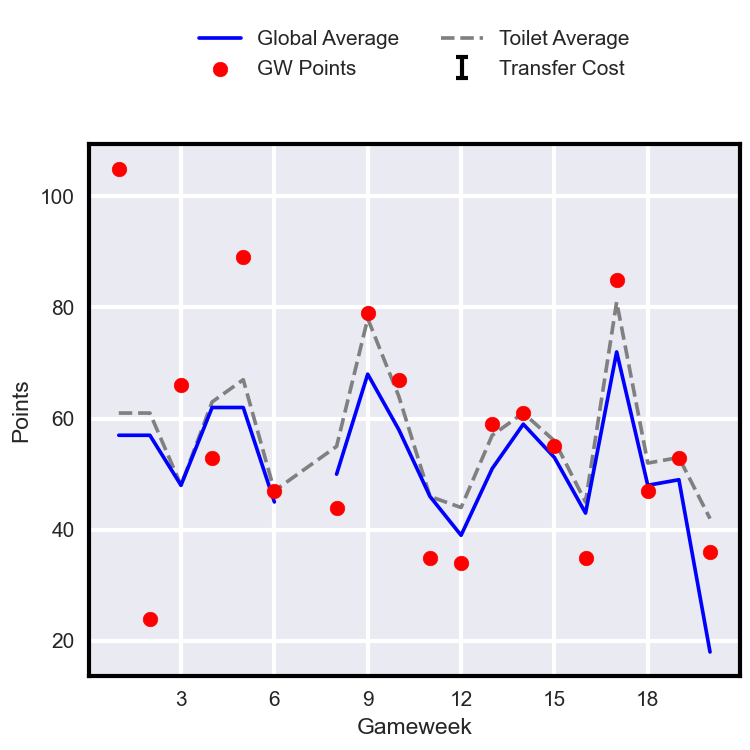 Global Average
Toilet Average
GW Points
Transfer Cost
100
80
60
40
20
Points
3
6
9
12
15
18
Gameweek